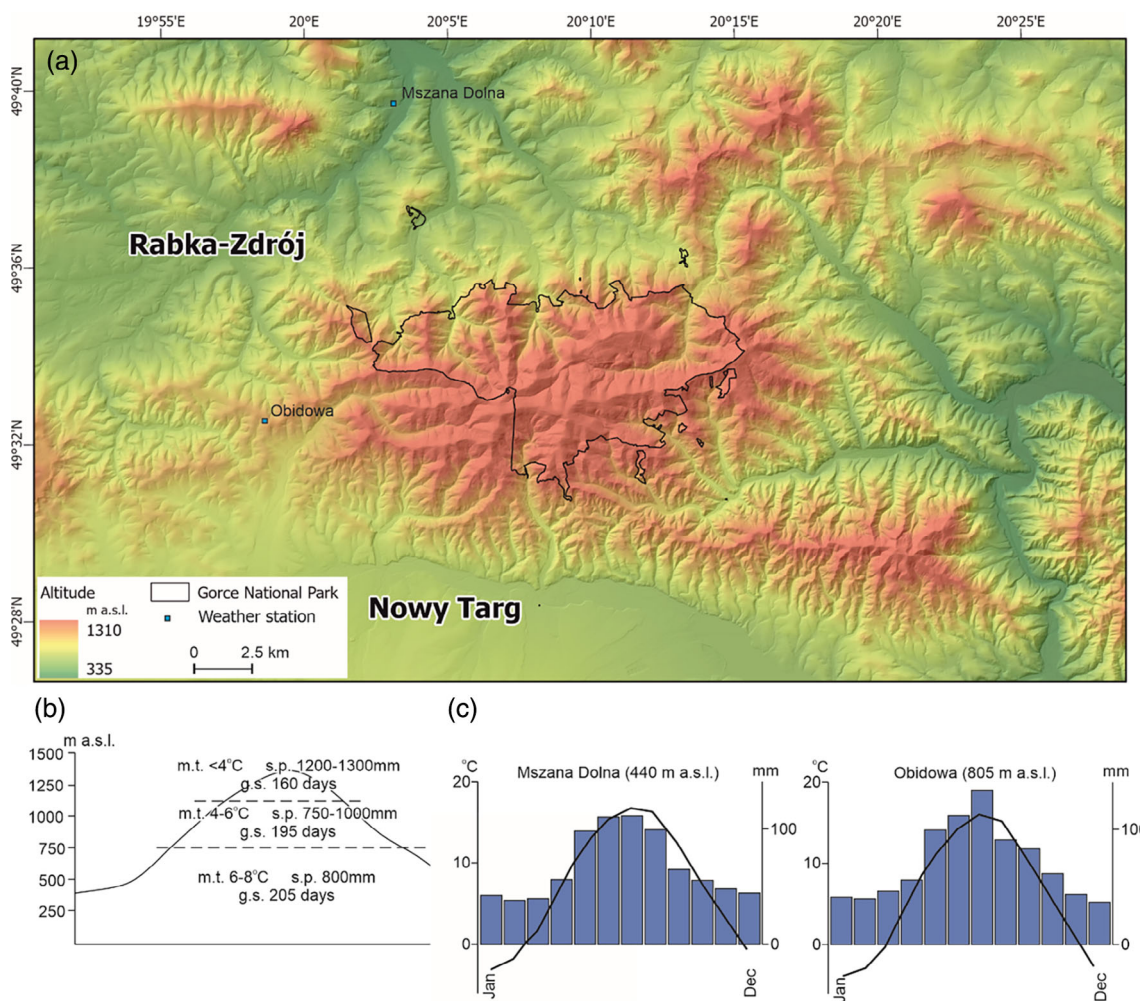 19°55'E 20°0'E 20°5'E 20°10'E 20°15'E 20°20'E 20°25'E
(a)
49°40'N
Mszana Dolna
Rabka-Zdrój
49°36'N
Obidowa
49°32'N
Altitude
m a.s.l.
1310
335
Gorce National Park
Weather station
0 2.5 km
Nowy Targ
49°28'N
(b)
m a.s.l.
1500
1250
1000
750
500
250
m.t. <4°C s.p. 1200-1300mm
g.s. 160 days
m.t. 4-6°C s.p. 750-1000mm
g.s. 195 days
m.t. 6-8°C s.p. 800mm
g.s. 205 days
(c)
°C mm
Mszana Dolna (440 m a.s.l.)
20
10
0
100
0
Jan
Dec
°C mm
Obidowa (805 m a.s.l.)
20
10
0
100
0
Jan
Dec